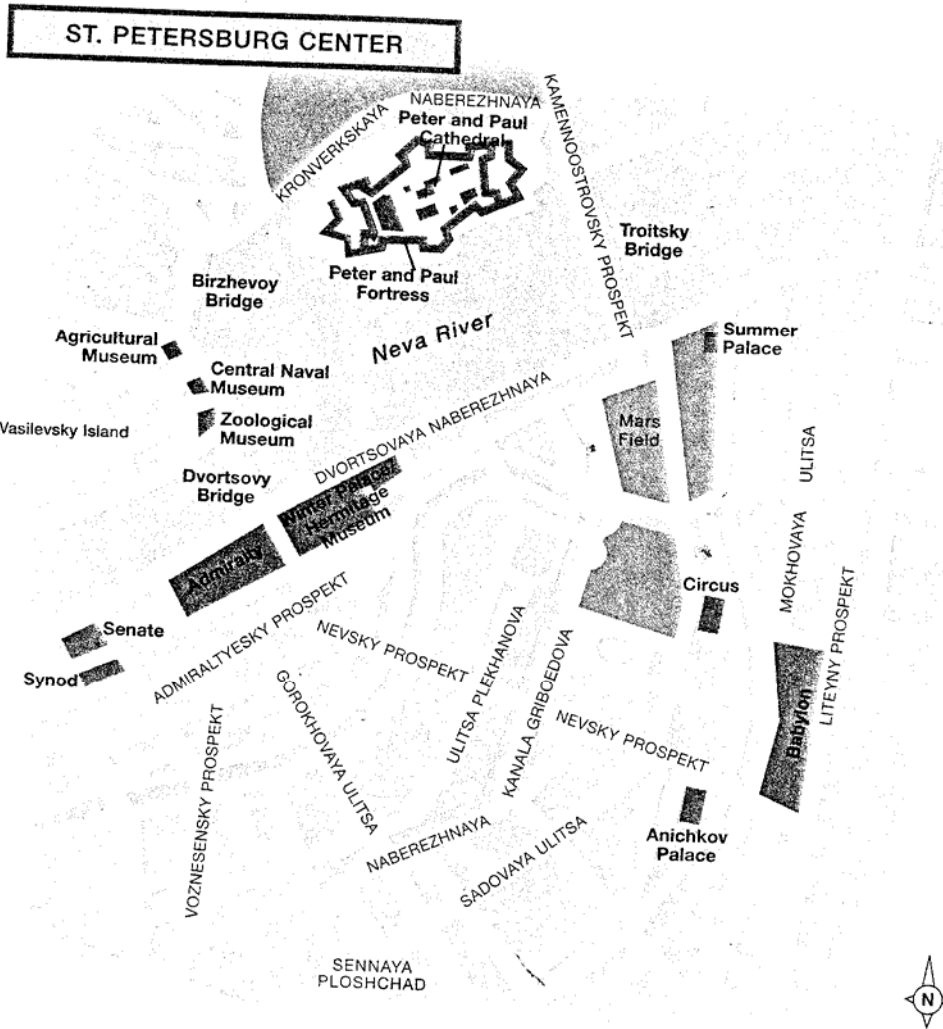 ST. PETERSBURG CENTER
NABEREZHNAYA
KAMENNOOSTROVSKY PROSPEKT
KRONVERKSKAYA
Peter and Paul
Cathedral
Troitsky
Bridge
Peter and Paul
Fortress
Birzhevoy
Bridge
Neva River
Summer
Palace
Agricultural
Museum
Central Naval
Museum
DVORTSOVAYA NABEREZHNAYA
Mars
Field
Zoological
Museum
Vasilevsky Island
ULITSA
Dvortsovy
Bridge
Winter Palace/
Hermitage
Museum
Admiralty
MOKHOVAYA
Circus
LITEYNY PROSPEKT
Senate
ADMIRALTYESKY PROSPEKT
NEVSKY PROSPEKT
Synod
ULITSA PLEKHANOVA
KANALA GRIBOEDOVA
GOROKHOVAYA ULITSA
NEVSKY PROSPEKT
Babylon
VOZNESENSKY PROSPEKT
NABEREZHNAYA
SADOVAYA ULITSA
Anichkov
Palace
SENNAYA
PLOSHCHAD
N